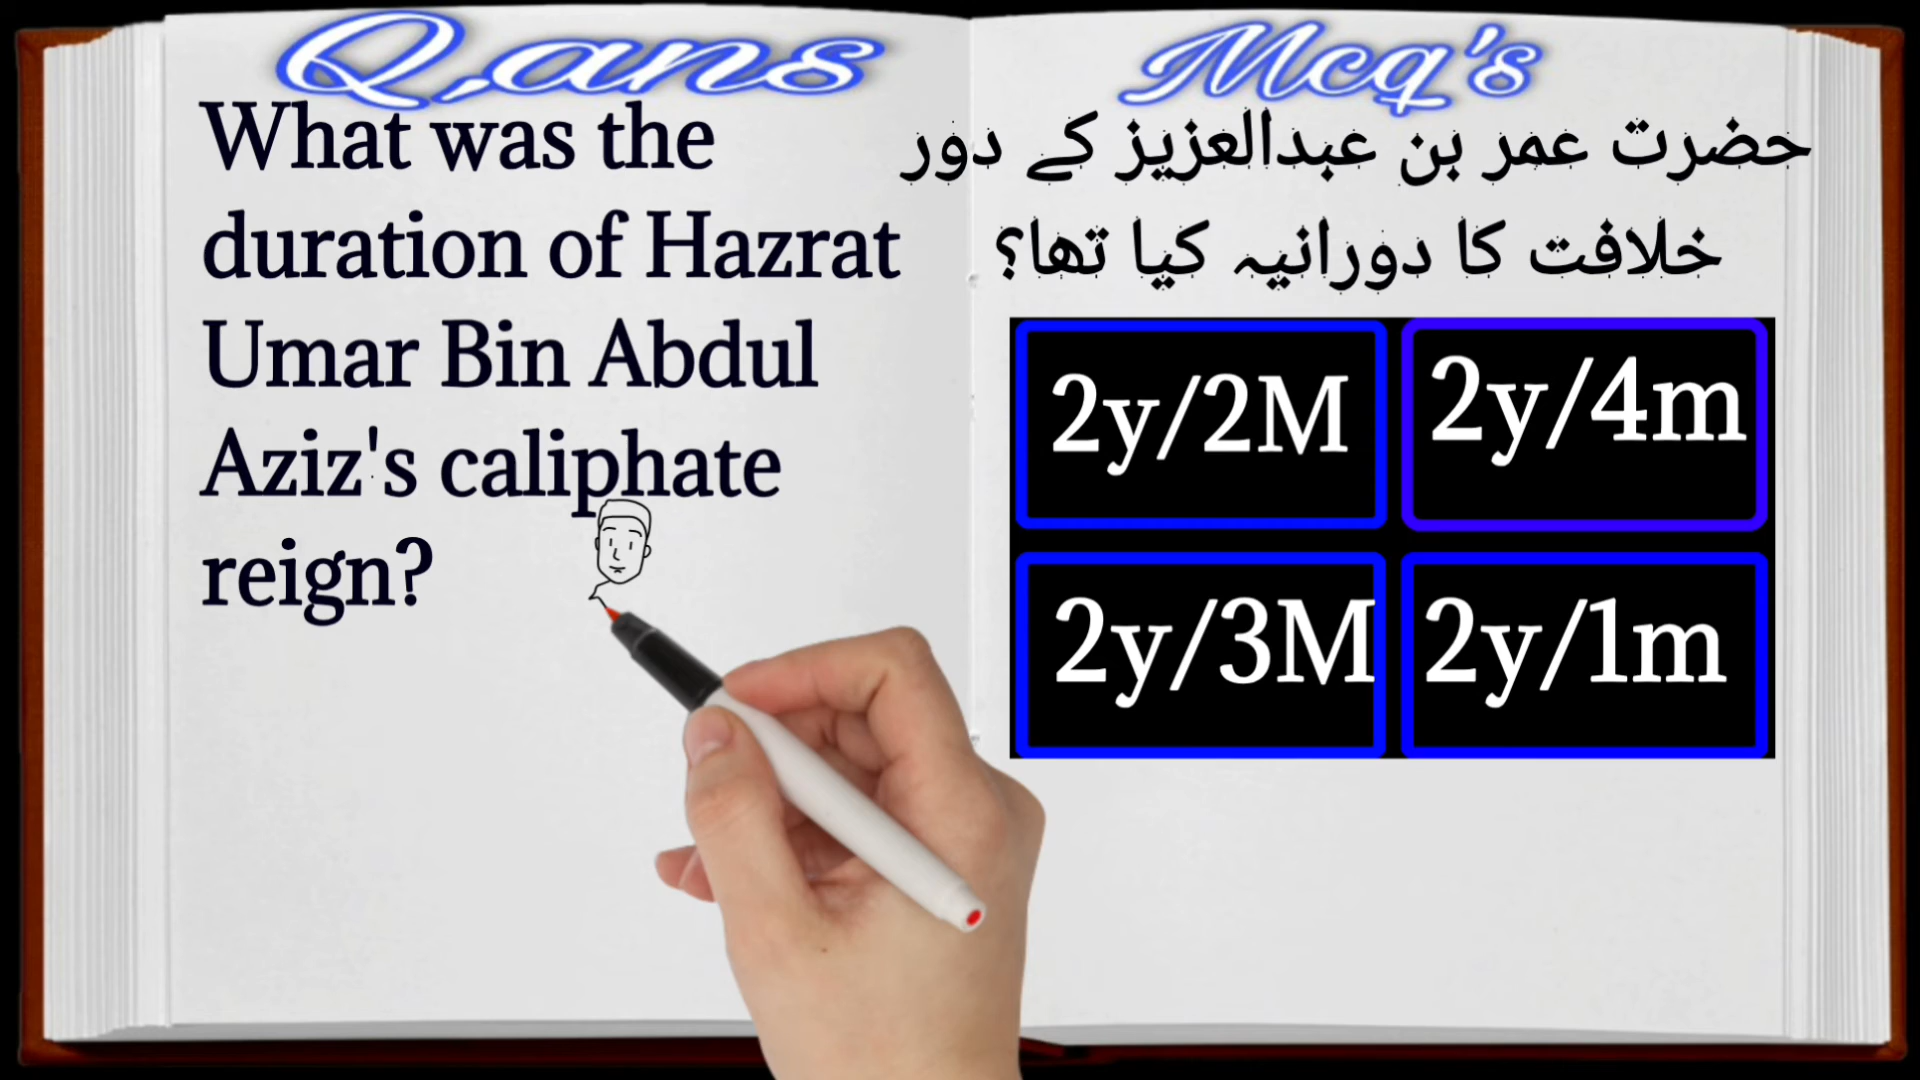 Q,ans
Mcq's
What was the
duration of Hazrat
Umar Bin Abdul
Aziz's caliphate
reign?
حضرت عمر بن عبدالعزیز کے دور
خلافت کا دورانیہ کیا تھا؟
2y/2M
2y/4m
2y/3M
2y/1m